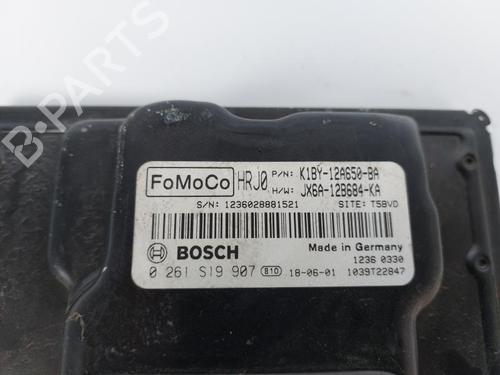 FoMoCo HRJ0 P/N: K1BY-12A650-BA
H/W: JX6A-12B684-KA
S/N: 1236028881521 SITE: T5BVD
BOSCH Made in Germany
1236 0330
0 261 S19 907 810 18-06-01 1039T22847
B-PARTS